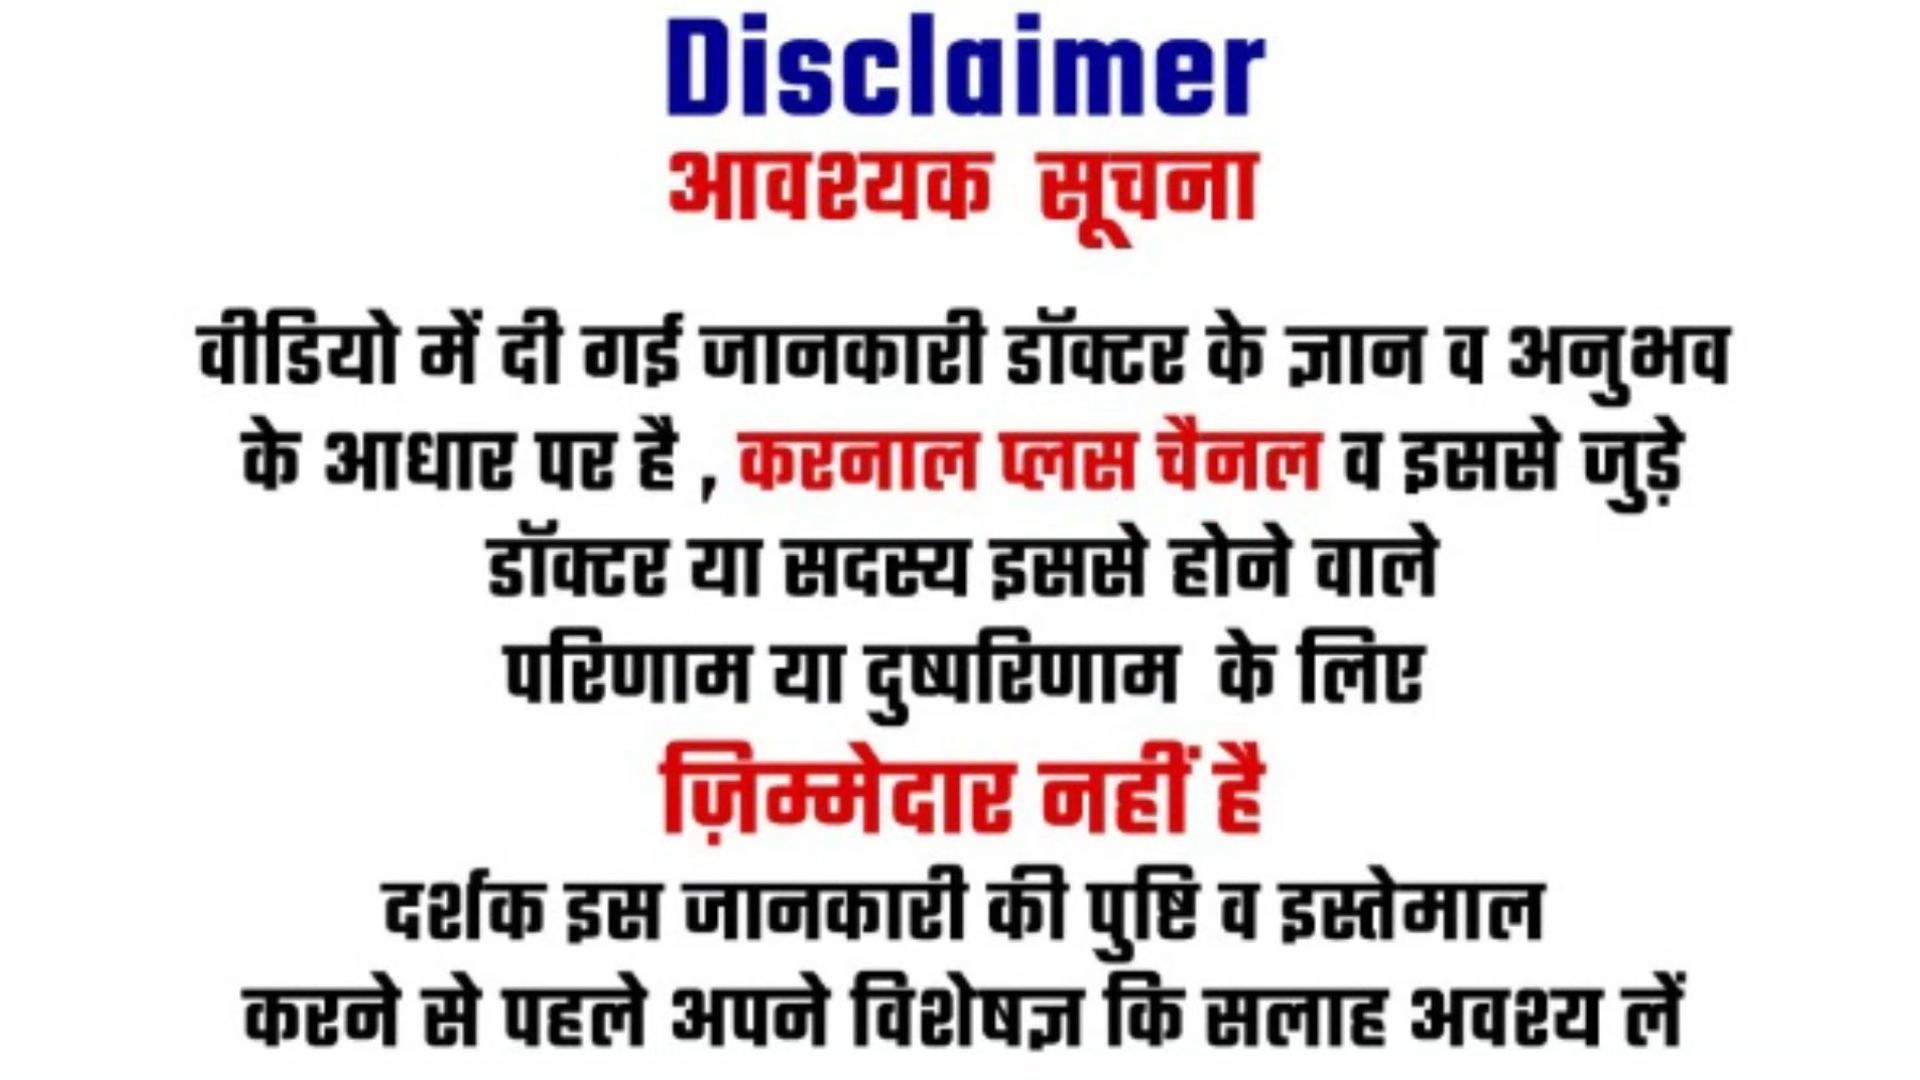 Disclaimer
आवश्यक सूचना
वीडियो में दी गई जानकारी डॉक्टर के ज्ञान व अनुभव
के आधार पर है , करनाल प्लस चैनल व इससे जुड़े
डॉक्टर या सदस्य इससे होने वाले
परिणाम या दुष्परिणाम के लिए
ज़िम्मेदार नहीं है
दर्शक इस जानकारी की पुष्टि व इस्तेमाल
करने से पहले अपने विशेषज्ञ कि सलाह अवश्य लें